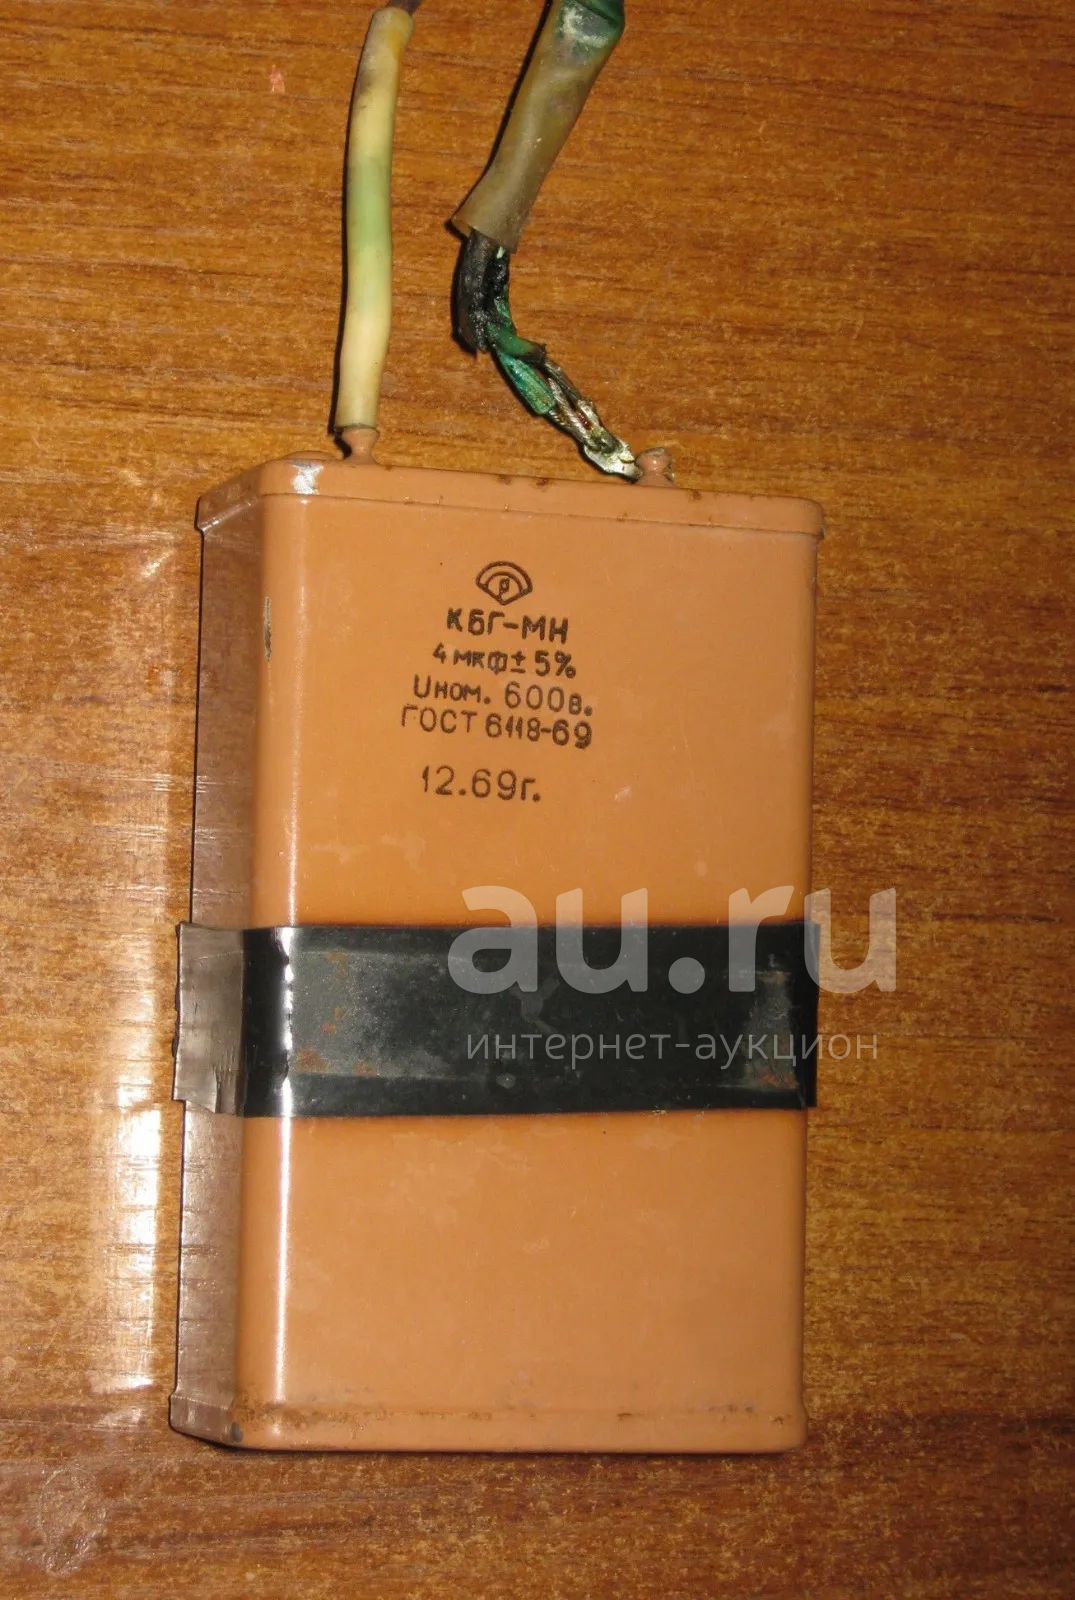 КБГ-МН
4 мкф ± 5%
Uном. 600в.
ГОСТ 6118-69
12.69г.
au.ru
интернет-аукцион